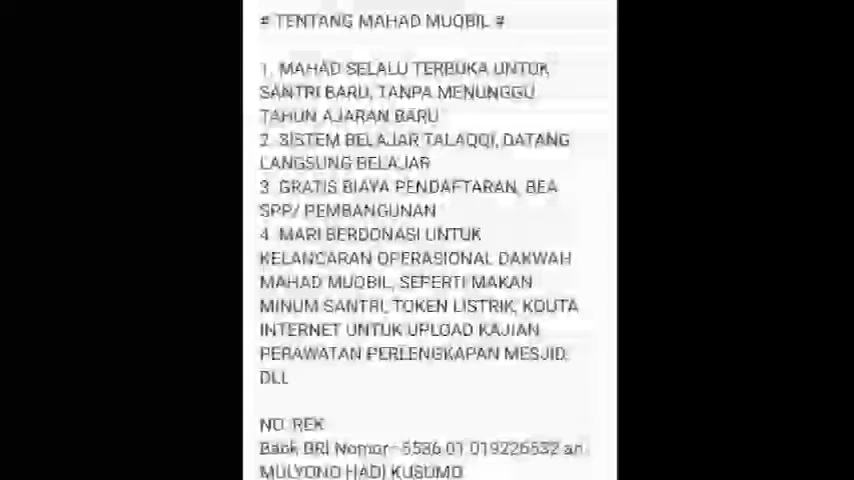 # TENTANG MAHAD MUQBIL #
1. MAHAD SELALU TERBUKA UNTUK
SANTRI BARU, TANPA MENUNGGU
TAHUN AJARAN BARU
2. SISTEM BELAJAR TALAQQI, DATANG
LANGSUNG BELAJAR
3. GRATIS BIAYA PENDAFTARAN, BEA
SPP/ PEMBANGUNAN
4. MARI BERDONASI UNTUK
KELANCARAN OPERASIONAL DAKWAH
MAHAD MUQBIL, SEPERTI MAKAN
MINUM SANTRI, TOKEN LISTRIK, KOUTA
INTERNET UNTUK UPLOAD KAJIAN
PERAWATAN PERLENGKAPAN MESJID,
DLL
NO. REK
Bank BRI Nomor an
MULYONO HADI KUSUMO